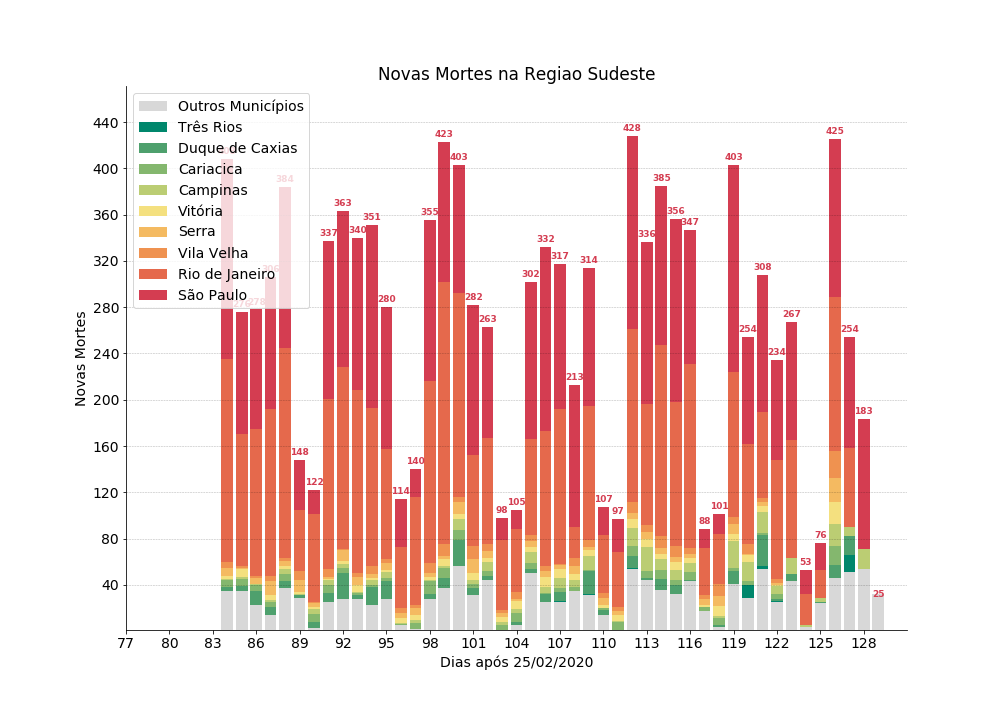 Novas Mortes na Regiao Sudeste
Novas Mortes
440
400
360
320
280
240
200
160
120
80
40
Outros Municípios
Três Rios
Duque de Caxias
Cariacica
Campinas
Vitória
Serra
Vila Velha
Rio de Janeiro
São Paulo
276 278 384 148 122 337 363 340 351 280 114 140 355 423 403 282 263 98 105 302 332 317 213 314 107 97 428 336 385 356 347 88 101 403 254 308 234 267 53 76 425 254 183 25
77 80 83 86 89 92 95 98 101 104 107 110 113 116 119 122 125 128
Dias após 25/02/2020